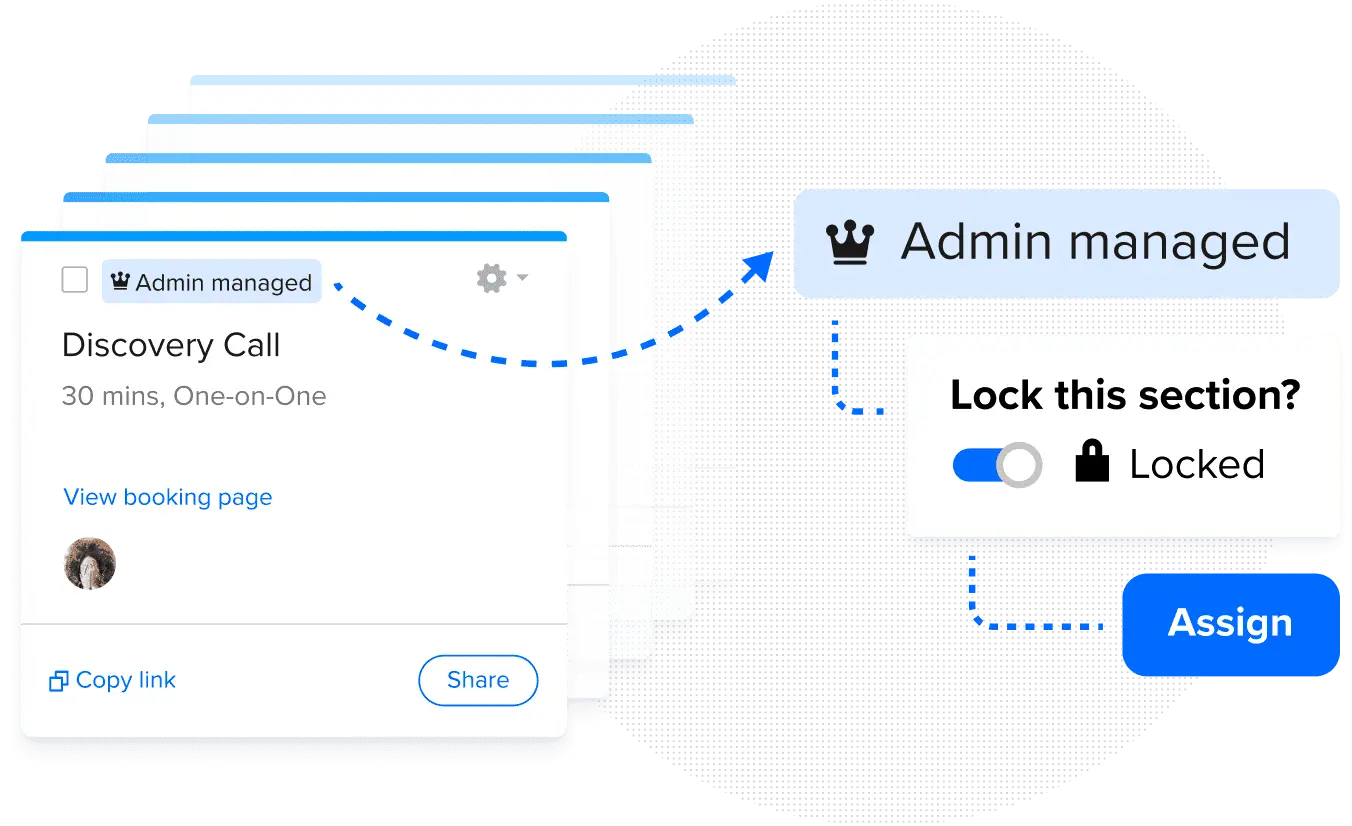 Admin managed
Discovery Call
30 mins, One-on-One
View booking page
Copy link
Share
Admin managed
Lock this section?
Locked
Assign